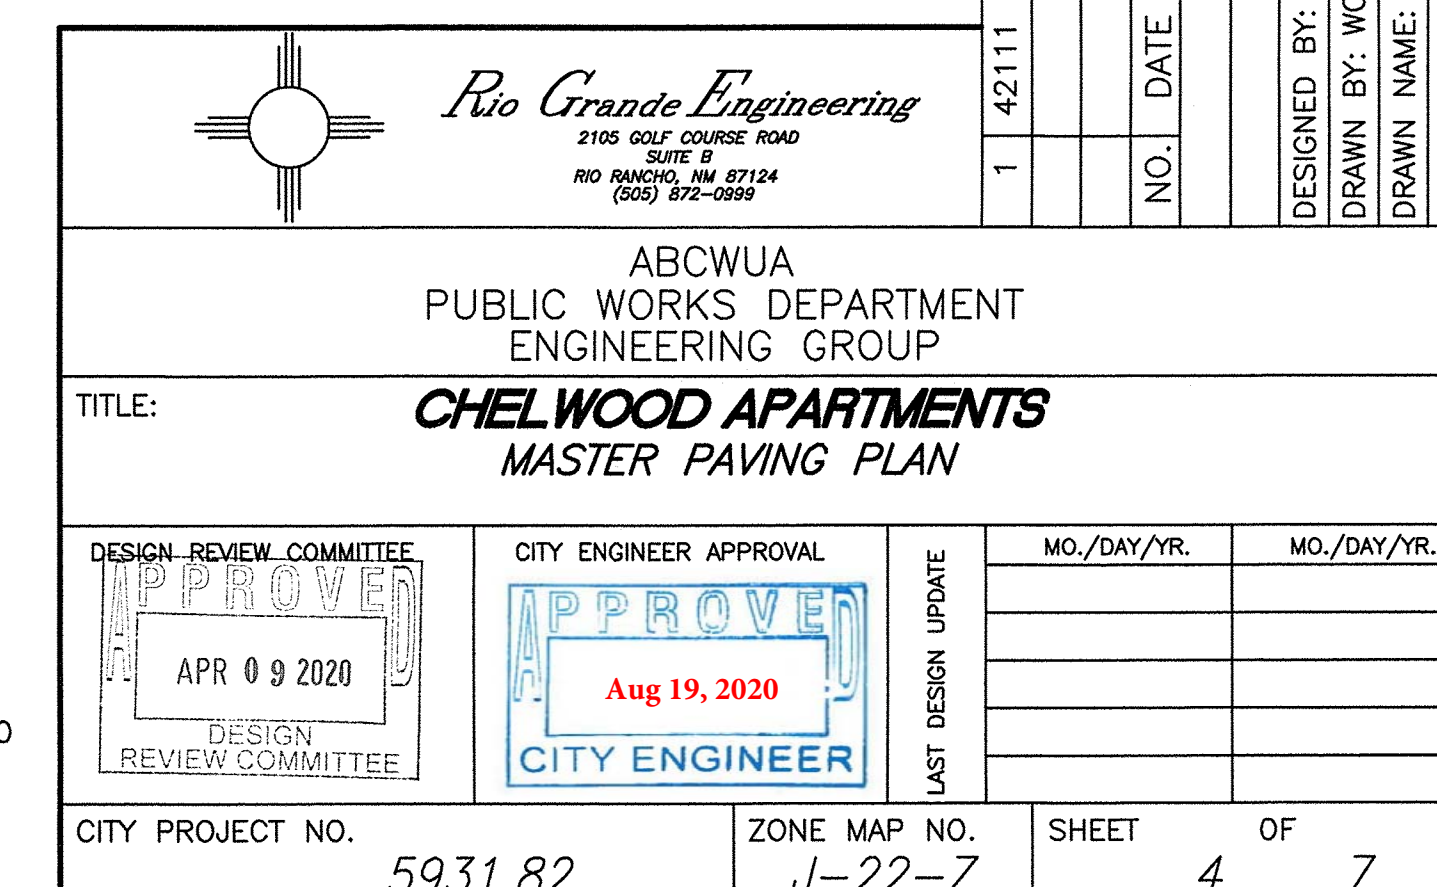 Rio Grande Engineering
2105 GOLF COURSE ROAD
SUITE B
RIO RANCHO, NM 87124
(505) 872-0999
1 42111
NO. DATE
DESIGNED BY:
DRAWN BY:
DRAWN NAME:
ABCWUA
PUBLIC WORKS DEPARTMENT
ENGINEERING GROUP
TITLE:
CHELWOOD APARTMENTS
MASTER PAVING PLAN
DESIGN REVIEW COMMITTEE
APPROVED
APR 09 2020
DESIGN
REVIEW COMMITTEE
CITY ENGINEER APPROVAL
APPROVED
Aug 19, 2020
CITY ENGINEER
LAST DESIGN UPDATE
MO./DAY/YR. MO./DAY/YR.
CITY PROJECT NO.
593182
ZONE MAP NO.
J-22-7
SHEET OF
4 7